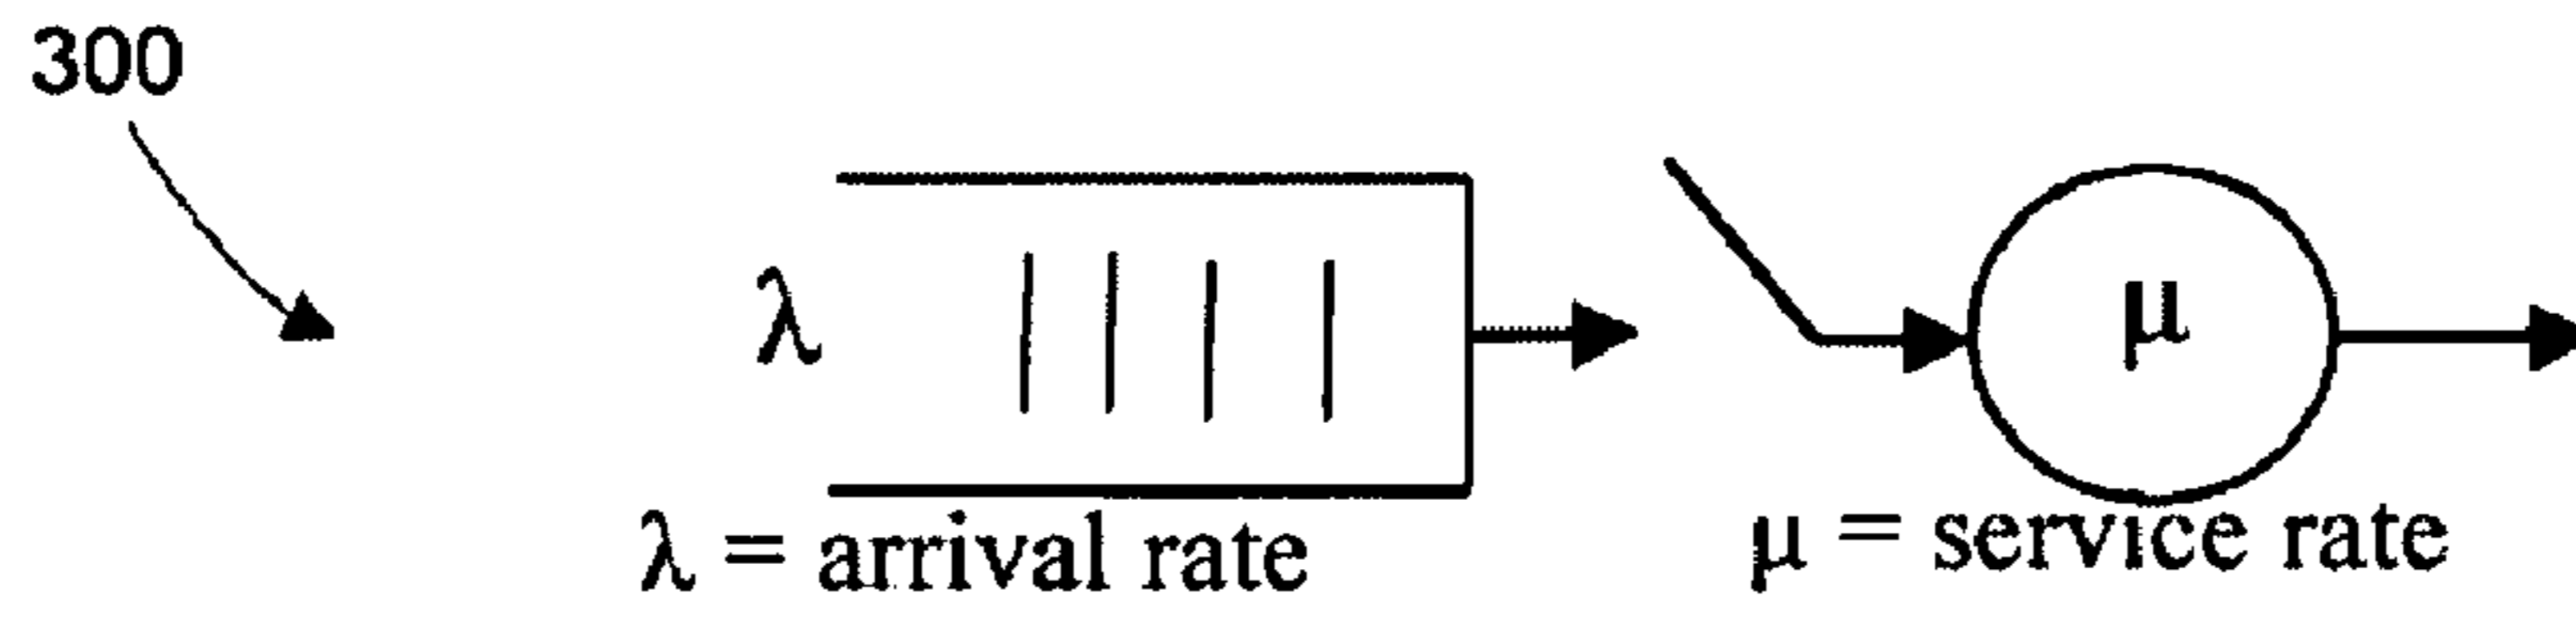 300
λ
μ
λ = arrival rate
μ = service rate